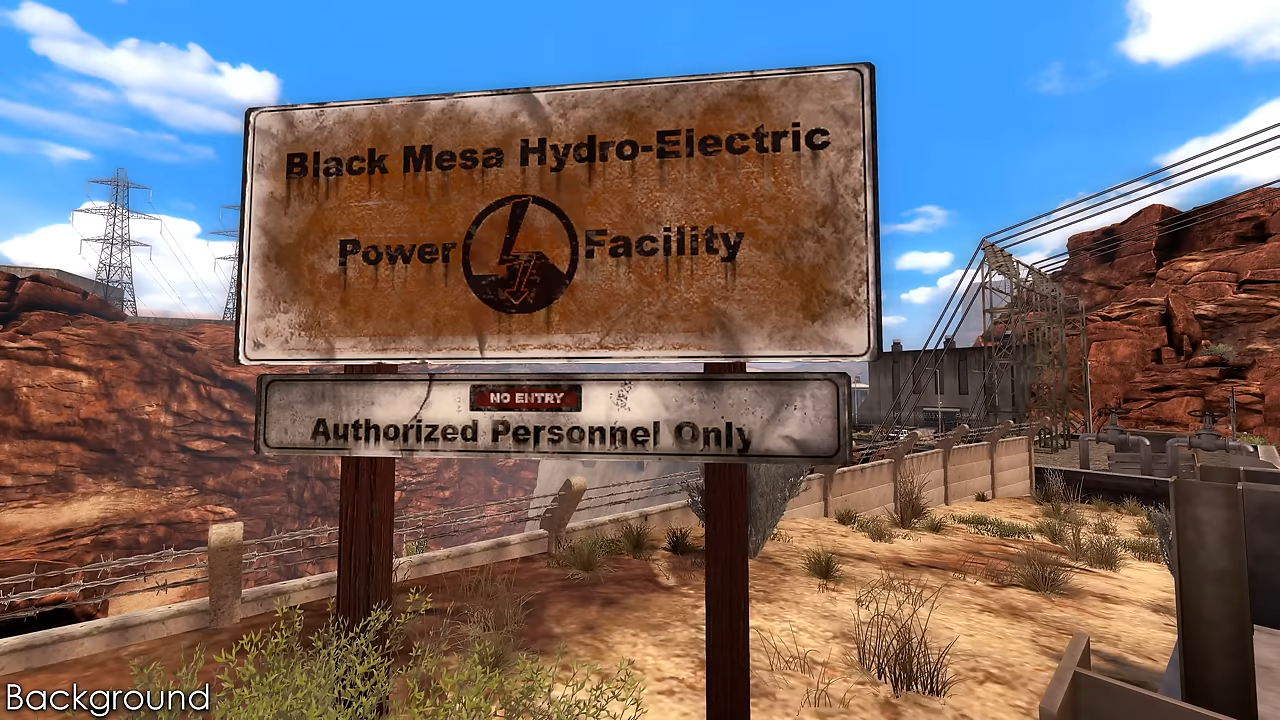 Black Mesa Hydro-Electric
Power Facility
NO ENTRY
Authorized Personnel Only
Background